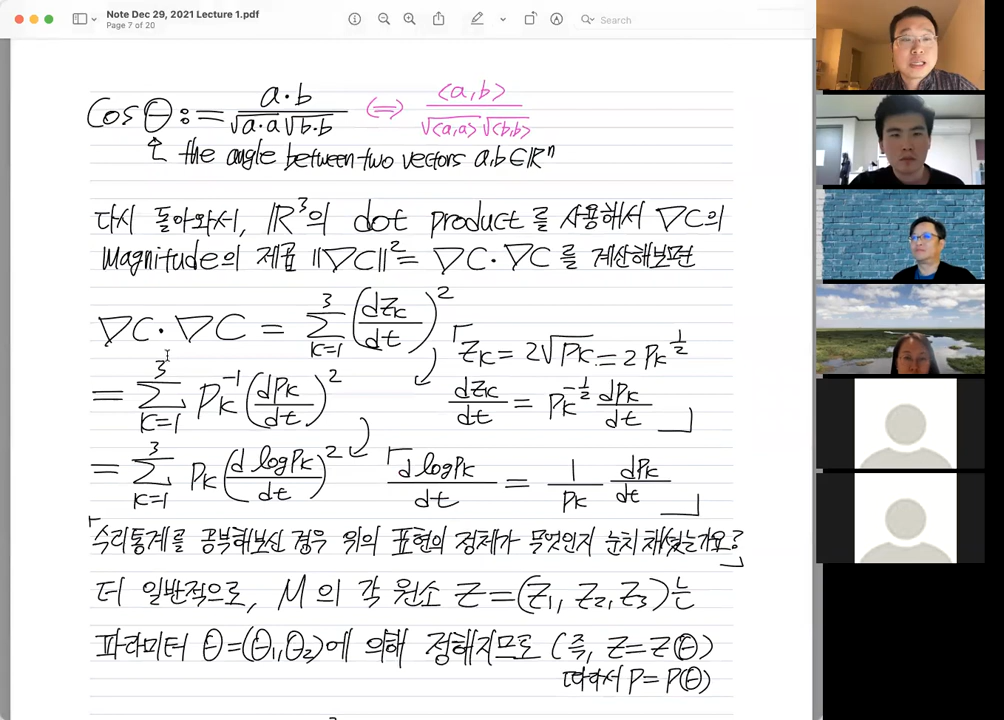 Note Dec 29, 2021 Lecture 1.pdf
Page 7 of 20
Search
Cos Θ := a·b / √a·a √b·b ⟺ <a,b> / √<a,a> √<b,b>
the angle between two vectors a,b ∈ ℝⁿ
다시 돌아와서, ℝ³의 dot product를 사용해서 ∇C의
Magnitude의 제곱 ‖∇C‖² = ∇C·∇C를 계산해보면
∇C·∇C = Σ_{K=1}^{3} (dz_K/dt)²
「 z_K = 2√P_K = 2P_K^{1/2}
= Σ_{K=1}^{3} P_K^{-1} (dP_K/dt)²
dz_K/dt = P_K^{-1/2} dP_K/dt 」
= Σ_{K=1}^{3} P_K (d log P_K/dt)²
「 d log P_K/dt = 1/P_K dP_K/dt 」
「수리통계를 공부해보신 경우 위의 표현의 정체가 무엇인지 눈치 채셨는가요?」
더 일반적으로, M의 각 원소 Z=(Z₁, Z₂, Z₃)는
파라미터 Θ=(Θ₁,Θ₂)에 의해 정해지므로 (즉, Z=Z(Θ)
따라서 P=P(Θ)